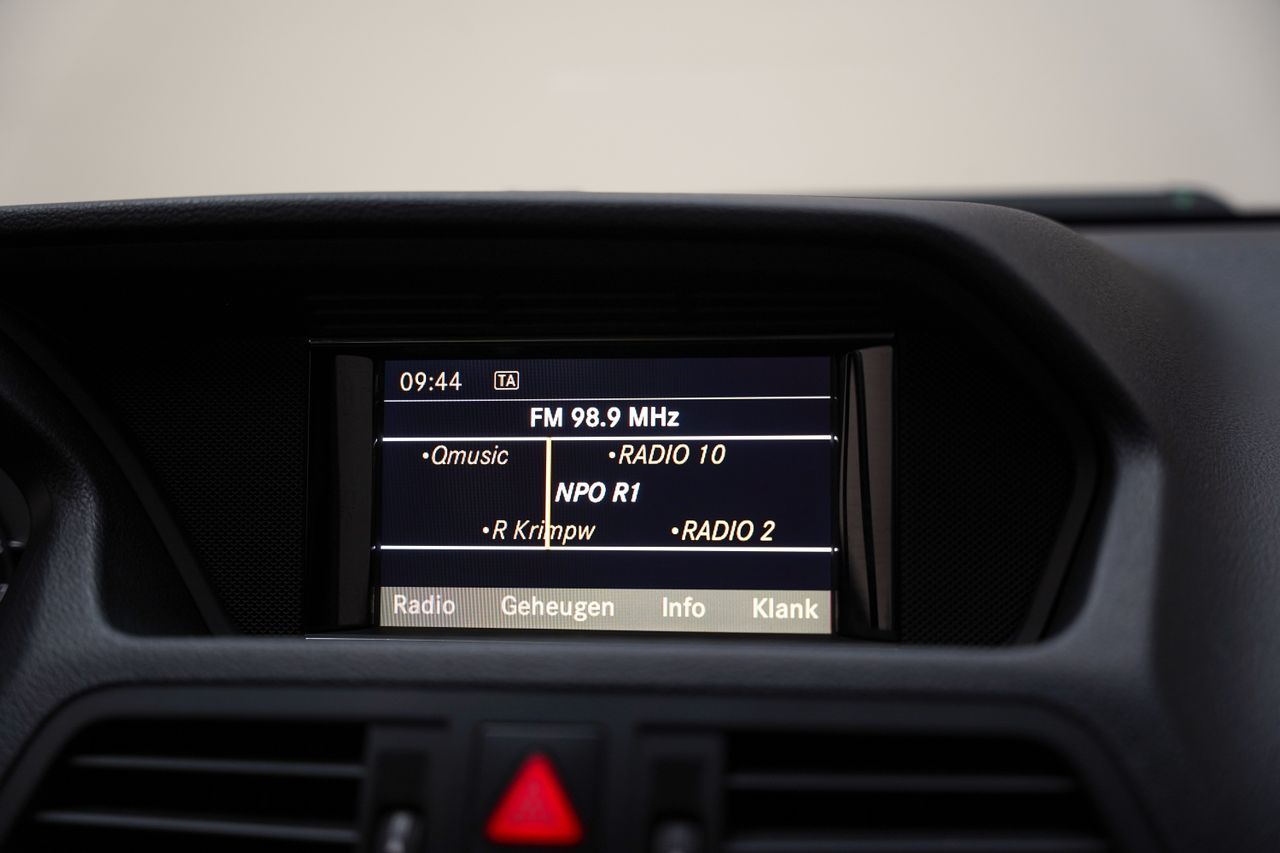 09:44 TA
FM 98.9 MHz
•Qmusic •RADIO 10
NPO R1
•R Krimpw •RADIO 2
Radio Geheugen Info Klank